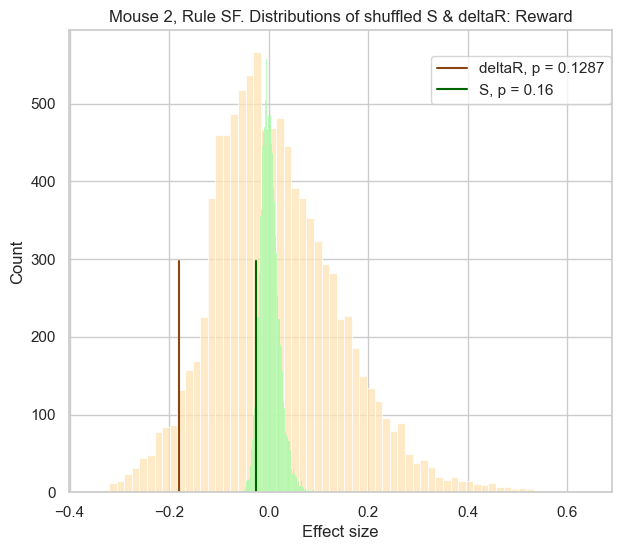 Mouse 2, Rule SF. Distributions of shuffled S & deltaR: Reward
deltaR, p = 0.1287
S, p = 0.16
500
400
300
200
100
0
Count
−0.4
−0.2
0.0
0.2
0.4
0.6
Effect size